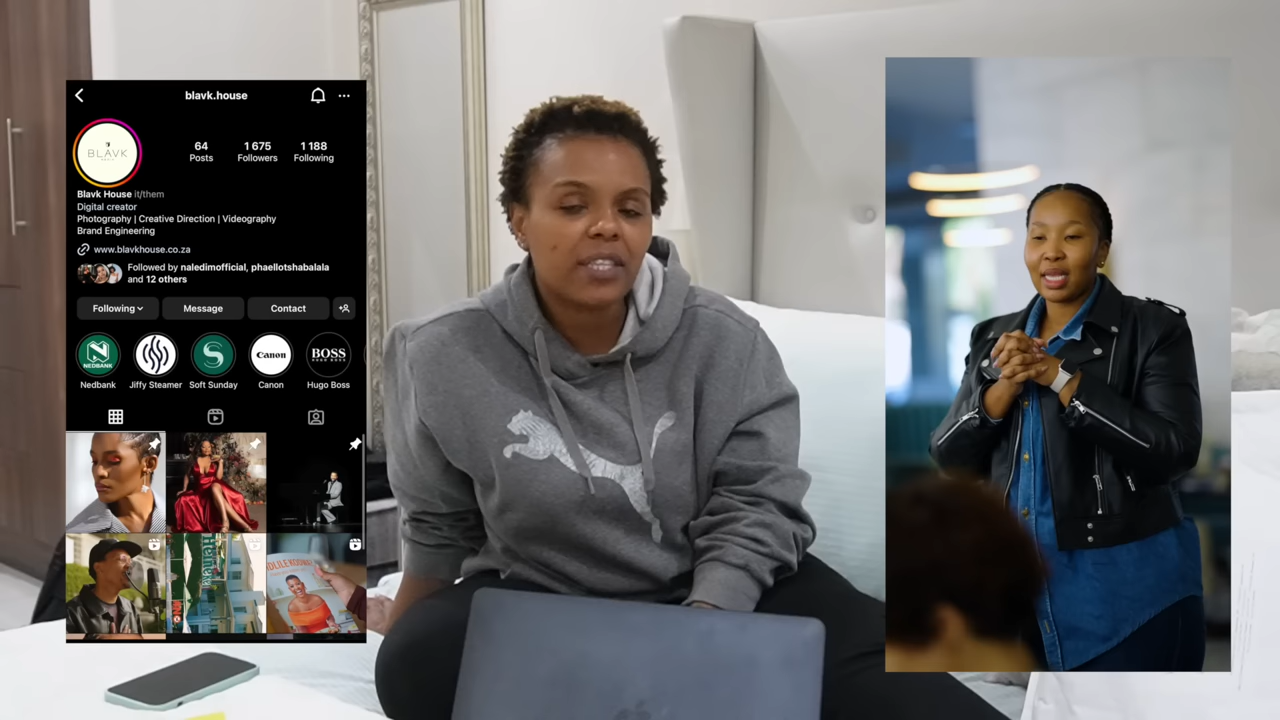 blavk.house
BLAVK
64
1 675
1 188
Posts
Followers
Following
Blavk House it/them
Digital creator
Photography | Creative Direction | Videography
Brand Engineering
www.blavkhouse.co.za
Followed by naledimofficial, phaellotshabalala
and 12 others
Following
Message
Contact
NEDBANK
Canon
BOSS
HUGO BOSS
Nedbank
Jiffy Steamer
Soft Sunday
Canon
Hugo Boss